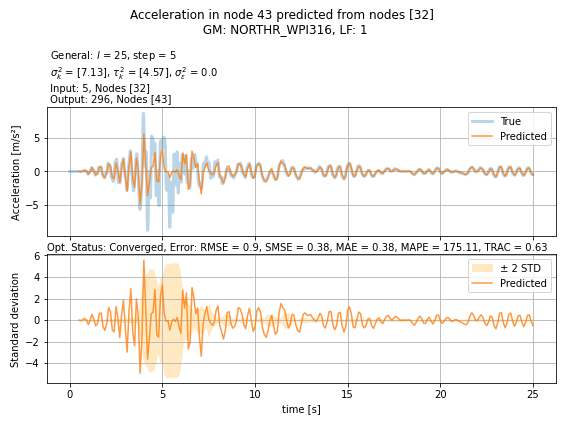 Acceleration in node 43 predicted from nodes [32]
GM: NORTHR_WPI316, LF: 1
General: l = 25, step = 5
σ²ₖ = [7.13], τ²ₖ = [4.57], σ²ε = 0.0
Input: 5, Nodes [32]
Output: 296, Nodes [43]
Acceleration [m/s²]
5
0
−5
True
Predicted
Opt. Status: Converged, Error: RMSE = 0.9, SMSE = 0.38, MAE = 0.38, MAPE = 175.11, TRAC = 0.63
Standard deviation
6
4
2
0
−2
−4
± 2 STD
Predicted
0 5 10 15 20 25
time [s]